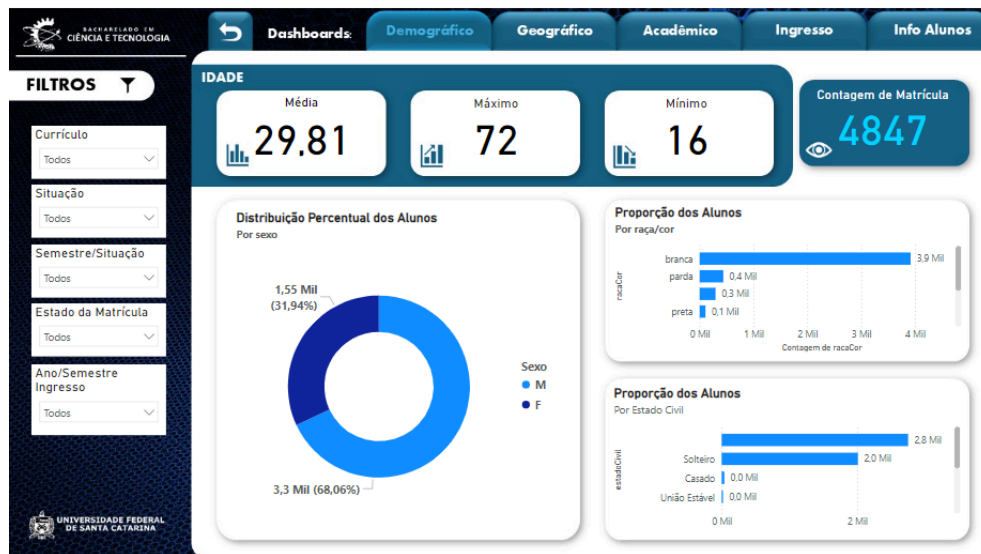 BACHARELADO EM
CIÊNCIA E TECNOLOGIA
Dashboards:
Demográfico
Geográfico
Acadêmico
Ingresso
Info Alunos
FILTROS
Currículo
Todos
Situação
Todos
Semestre/Situação
Todos
Estado da Matrícula
Todos
Ano/Semestre
Ingresso
Todos
UNIVERSIDADE FEDERAL
DE SANTA CATARINA
IDADE
Média
29,81
Máximo
72
Mínimo
16
Contagem de Matrícula
4847
Distribuição Percentual dos Alunos
Por sexo
1,55 Mil
(31,94%)
3,3 Mil (68,06%)
Sexo
M
F
Proporção dos Alunos
Por raça/cor
racaCor
branca
3,9 Mil
parda
0,4 Mil
0,3 Mil
preta
0,1 Mil
0 Mil
1 Mil
2 Mil
3 Mil
4 Mil
Contagem de racaCor
Proporção dos Alunos
Por Estado Civil
estadoCivil
2,8 Mil
Solteiro
2,0 Mil
Casado
0,0 Mil
União Estável
0,0 Mil
0 Mil
2 Mil